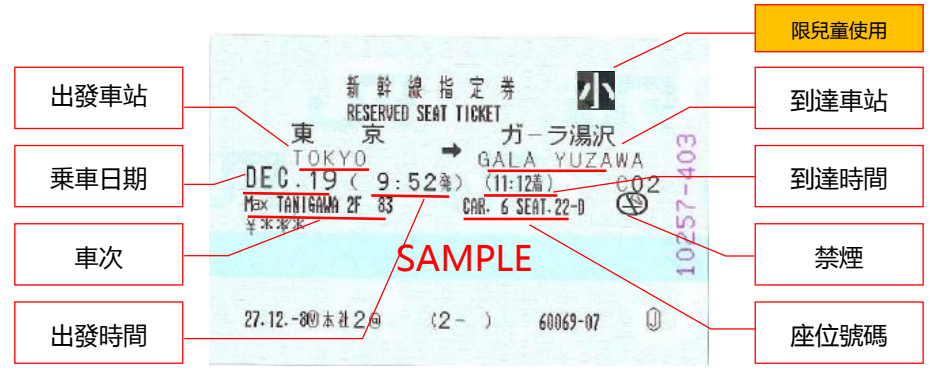 限兒童使用
出發車站
乘車日期
車次
出發時間
到達車站
到達時間
禁煙
座位號碼
新幹線指定券 小
RESERVED SEAT TICKET
東京 → ガーラ湯沢
TOKYO GALA YUZAWA
DEC.19 ( 9:52発) (11:12着) C02
Max TANIGAWA 2F 83 CAR. 6 SEAT.22-D
¥***
SAMPLE
27.12.-8 本社2@ (2- ) 60069-07
10257-403